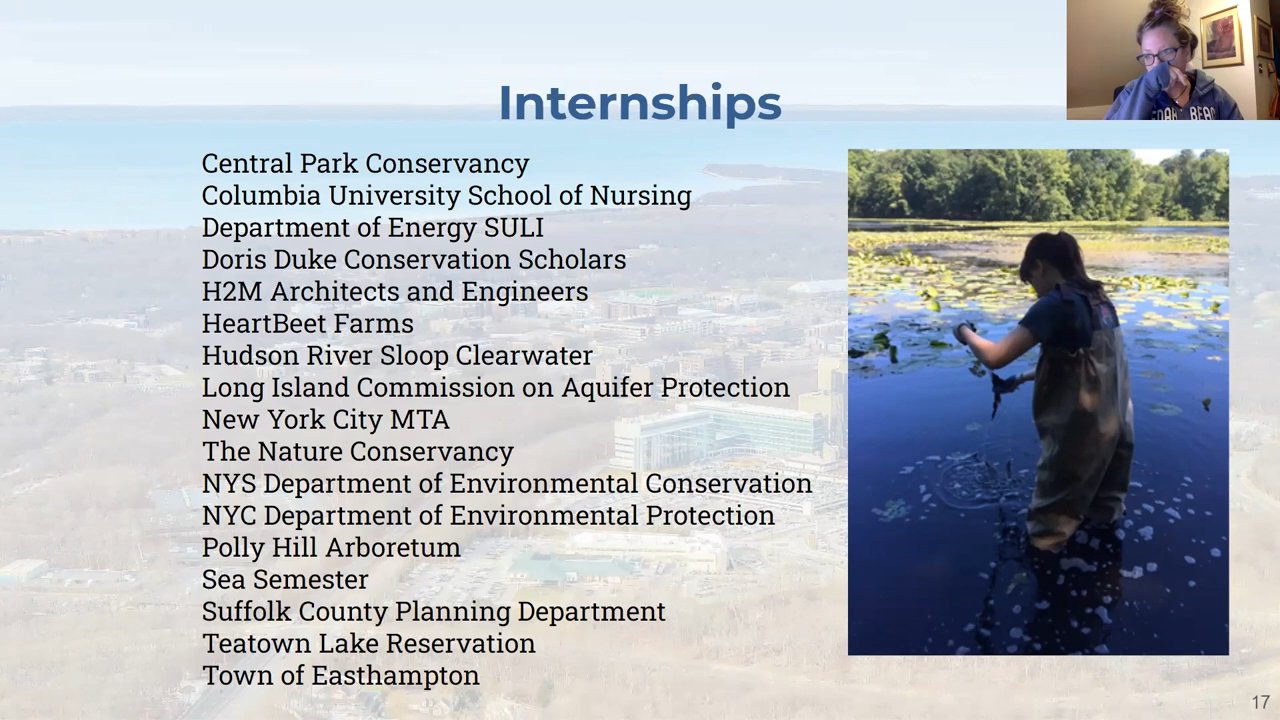 Internships
Central Park Conservancy
Columbia University School of Nursing
Department of Energy SULI
Doris Duke Conservation Scholars
H2M Architects and Engineers
HeartBeet Farms
Hudson River Sloop Clearwater
Long Island Commission on Aquifer Protection
New York City MTA
The Nature Conservancy
NYS Department of Environmental Conservation
NYC Department of Environmental Protection
Polly Hill Arboretum
Sea Semester
Suffolk County Planning Department
Teatown Lake Reservation
Town of Easthampton
17